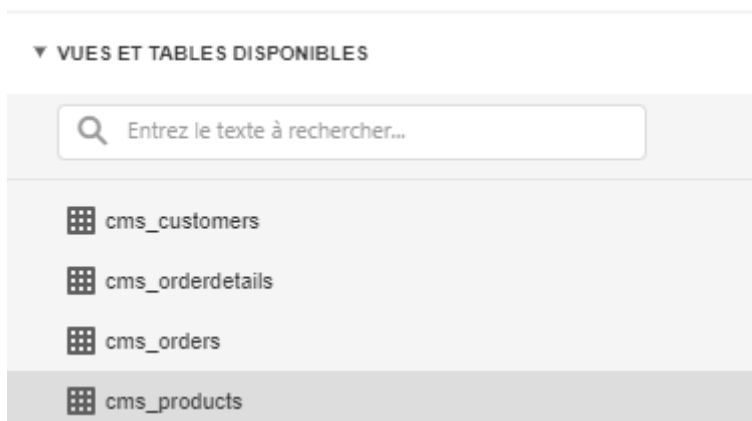 VUES ET TABLES DISPONIBLES
Entrez le texte à rechercher...
cms_customers
cms_orderdetails
cms_orders
cms_products